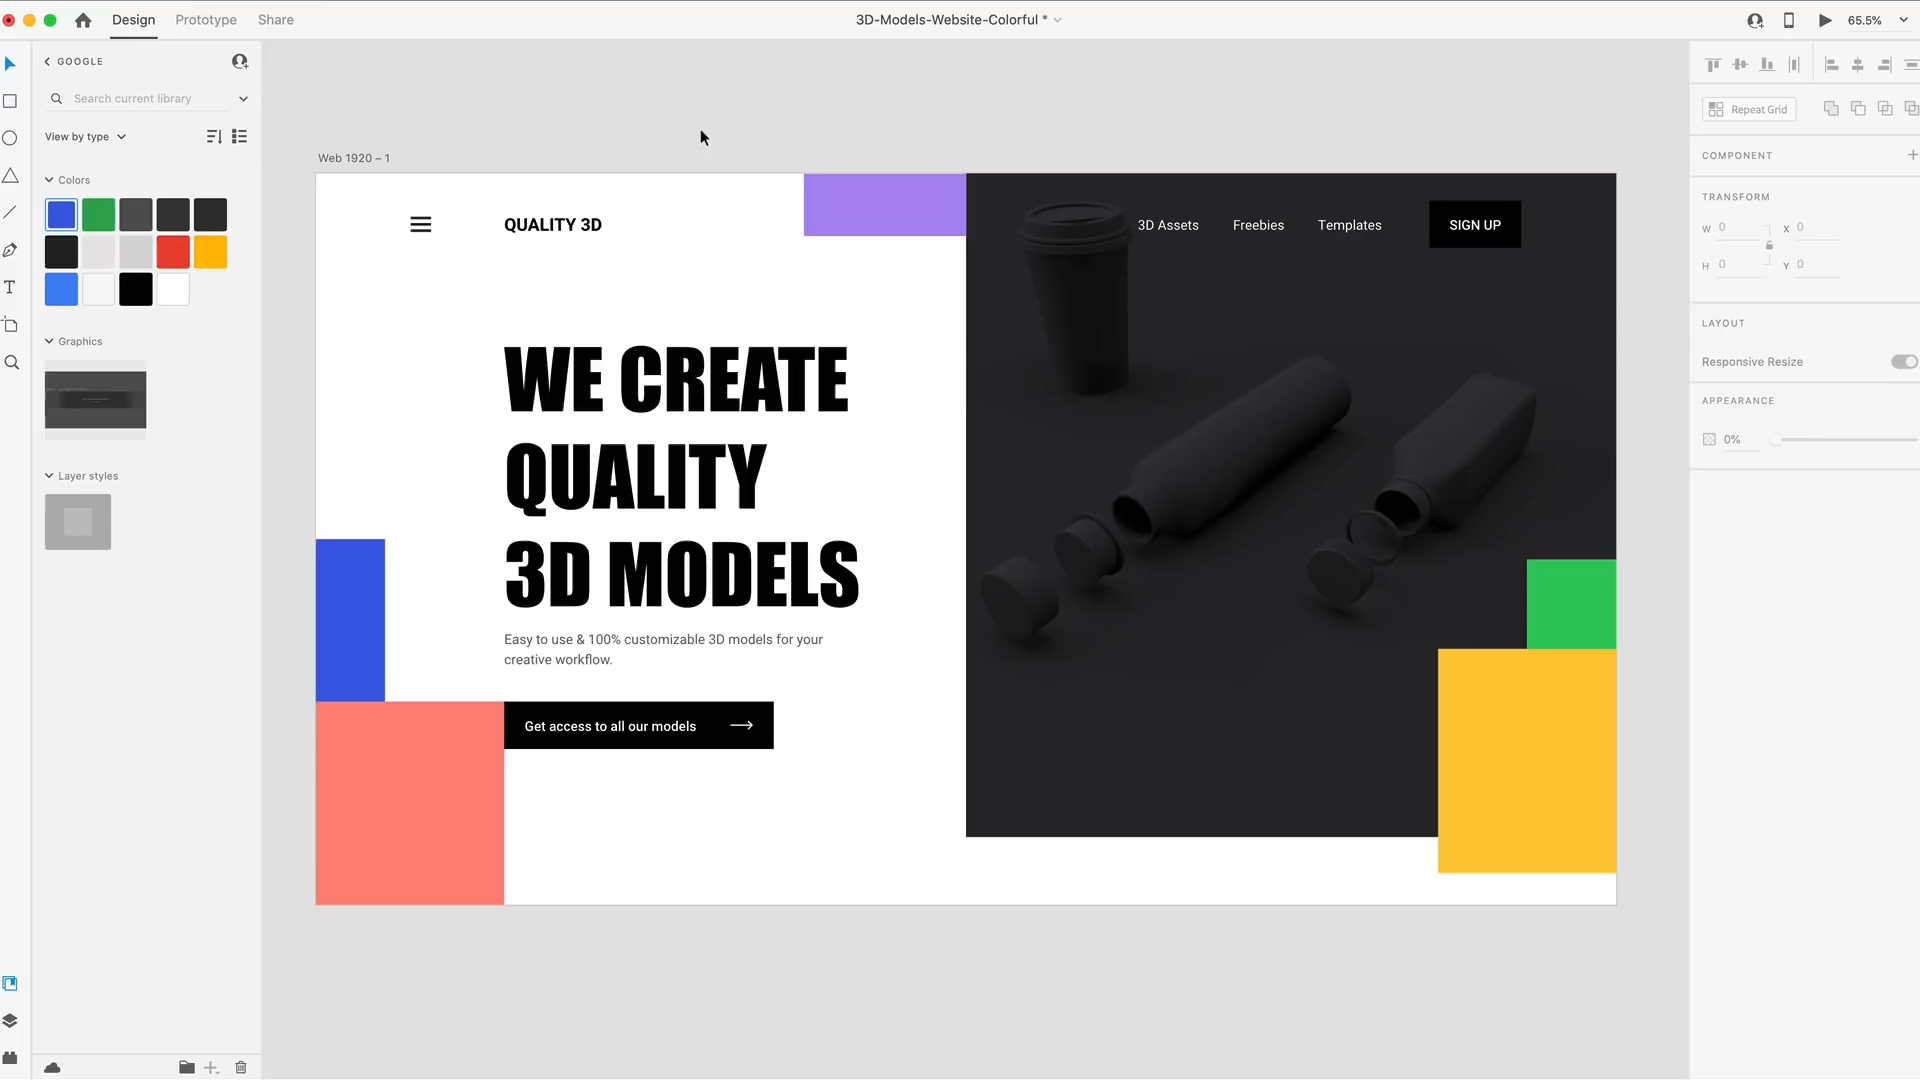 Design Prototype Share
3D-Models-Website-Colorful *
65.5%
GOOGLE
Search current library
View by type
Colors
Graphics
Layer styles
Web 1920 – 1
QUALITY 3D
3D Assets Freebies Templates SIGN UP
WE CREATE
QUALITY
3D MODELS
Easy to use & 100% customizable 3D models for your
creative workflow.
Get access to all our models
Repeat Grid
COMPONENT
TRANSFORM
W 0 X 0
H 0 Y 0
LAYOUT
Responsive Resize
APPEARANCE
0%